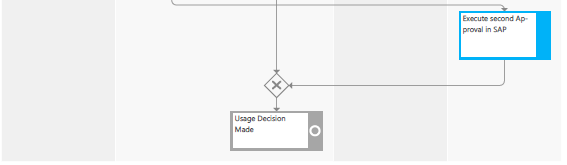 Execute second Ap-
proval in SAP
Usage Decision
Made